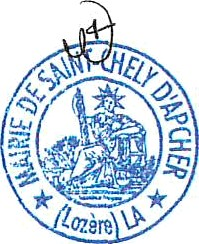 MAIRIE DE SAINT CHELY D'APCHER
(Lozère) LA